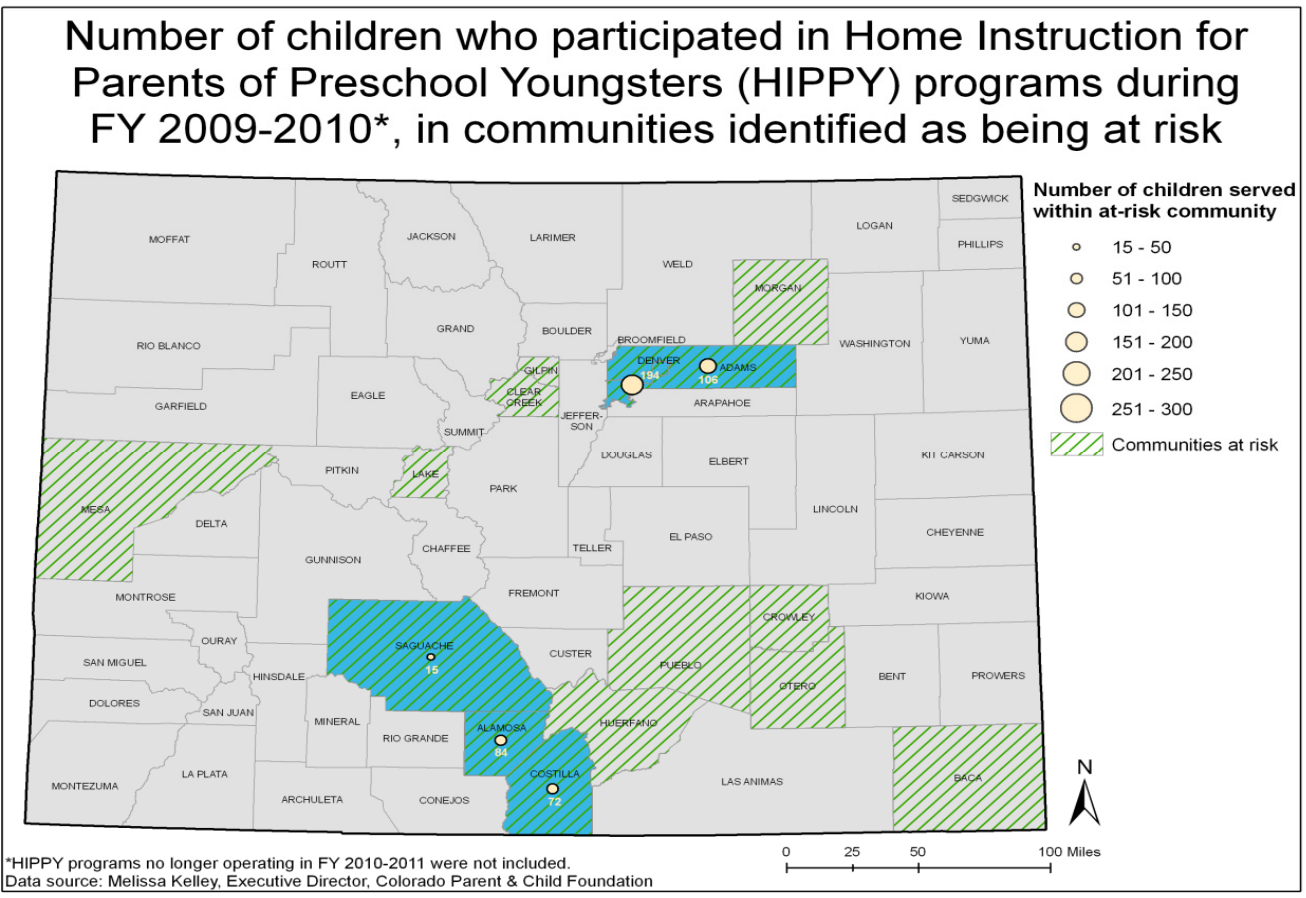 Number of children who participated in Home Instruction for
Parents of Preschool Youngsters (HIPPY) programs during
FY 2009-2010*, in communities identified as being at risk
Number of children served
within at-risk community
15 - 50
51 - 100
101 - 150
151 - 200
201 - 250
251 - 300
Communities at risk
MOFFAT
ROUTT
JACKSON
LARIMER
WELD
LOGAN
SEDGWICK
PHILLIPS
MORGAN
RIO BLANCO
GRAND
BOULDER
BROOMFIELD
WASHINGTON
YUMA
GARFIELD
EAGLE
GILPIN
CLEAR
CREEK
DENVER
194
ADAMS
106
ARAPAHOE
JEFFER-
SON
SUMMIT
PITKIN
LAKE
PARK
DOUGLAS
ELBERT
KIT CARSON
MESA
DELTA
GUNNISON
CHAFFEE
TELLER
EL PASO
LINCOLN
CHEYENNE
MONTROSE
FREMONT
KIOWA
OURAY
SAGUACHE
15
CUSTER
PUEBLO
CROWLEY
OTERO
BENT
PROWERS
SAN MIGUEL
HINSDALE
DOLORES
SAN JUAN
MINERAL
RIO GRANDE
ALAMOSA
84
HUERFANO
COSTILLA
72
MONTEZUMA
LA PLATA
ARCHULETA
CONEJOS
LAS ANIMAS
BACA
N
0 25 50 100 Miles
*HIPPY programs no longer operating in FY 2010-2011 were not included.
Data source: Melissa Kelley, Executive Director, Colorado Parent & Child Foundation